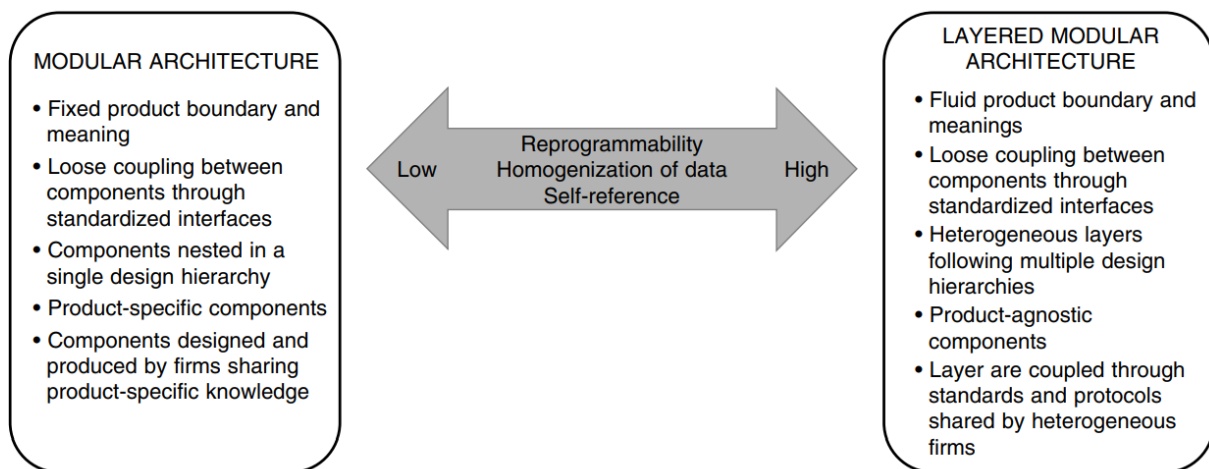 MODULAR ARCHITECTURE
• Fixed product boundary and
meaning
• Loose coupling between
components through
standardized interfaces
• Components nested in a
single design hierarchy
• Product-specific components
• Components designed and
produced by firms sharing
product-specific knowledge
Reprogrammability
Low Homogenization of data High
Self-reference
LAYERED MODULAR
ARCHITECTURE
• Fluid product boundary and
meanings
• Loose coupling between
components through
standardized interfaces
• Heterogeneous layers
following multiple design
hierarchies
• Product-agnostic
components
• Layer are coupled through
standards and protocols
shared by heterogeneous
firms